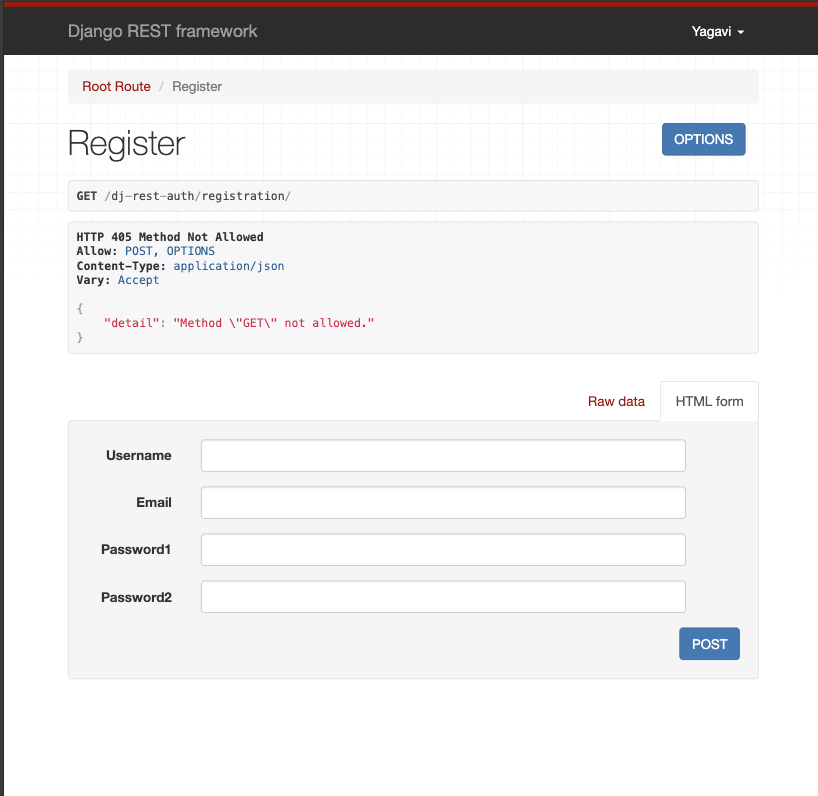 Django REST framework
Yagavi
Root Route / Register
Register
OPTIONS
GET /dj-rest-auth/registration/
HTTP 405 Method Not Allowed
Allow: POST, OPTIONS
Content-Type: application/json
Vary: Accept
{
"detail": "Method \"GET\" not allowed."
}
Raw data
HTML form
Username
Email
Password1
Password2
POST